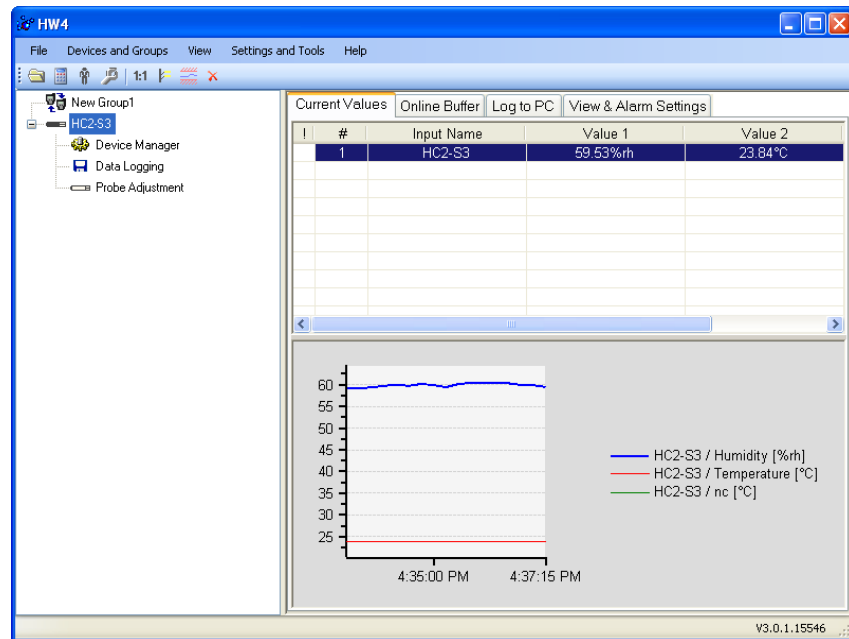 HW4
File Devices and Groups View Settings and Tools Help
1:1
New Group1
HC2-S3
Device Manager
Data Logging
Probe Adjustment
Current Values Online Buffer Log to PC View & Alarm Settings
! # Input Name Value 1 Value 2
1 HC2-S3 59.53%rh 23.84°C
60
55
50
45
40
35
30
25
4:35:00 PM 4:37:15 PM
HC2-S3 / Humidity [%rh]
HC2-S3 / Temperature [°C]
HC2-S3 / nc [°C]
V3.0.1.15546